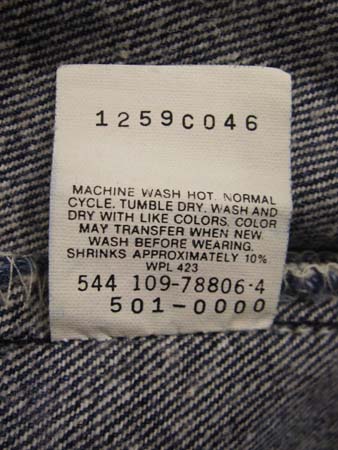 1259C046
MACHINE WASH HOT. NORMAL
CYCLE. TUMBLE DRY. WASH AND
DRY WITH LIKE COLORS. COLOR
MAY TRANSFER WHEN NEW.
WASH BEFORE WEARING.
SHRINKS APPROXIMATELY 10%
WPL 423
544 109-78806-4
501-0000